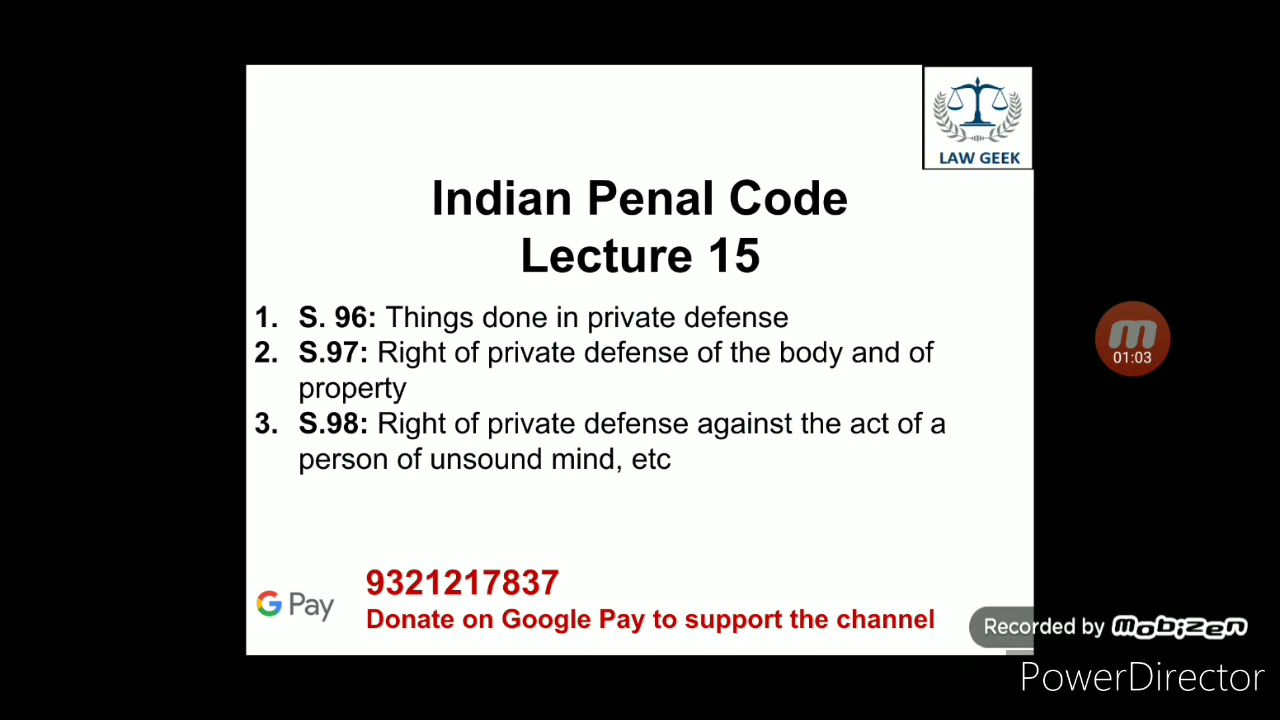 LAW GEEK
Indian Penal Code
Lecture 15
1. S. 96: Things done in private defense
2. S.97: Right of private defense of the body and of
property
3. S.98: Right of private defense against the act of a
person of unsound mind, etc
01:03
9321217837
G Pay
Donate on Google Pay to support the channel
Recorded by mobizen
PowerDirector